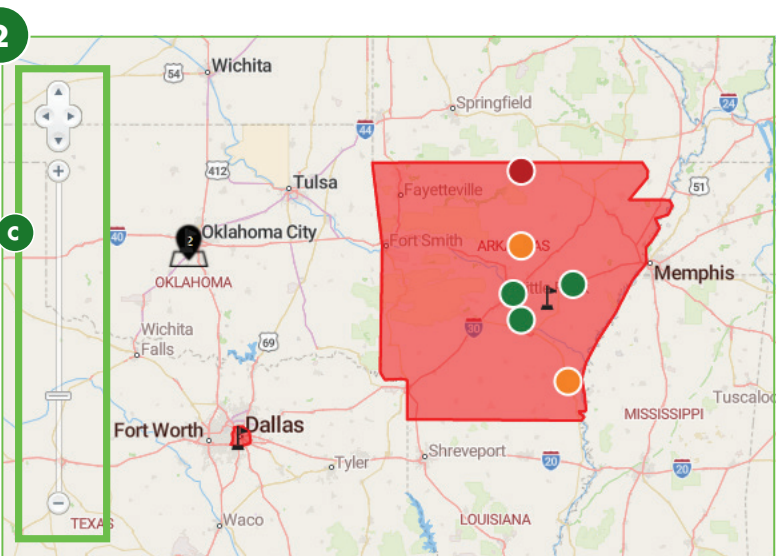 2
Wichita
54
Springfield
24
44
412
Tulsa
Fayetteville
51
C
40
2
Oklahoma City
Fort Smith
ARKANSAS
Memphis
OKLAHOMA
30
Wichita
Falls
69
Fort Worth
Dallas
MISSISSIPPI
Tyler
Shreveport
20
20
TEXAS
Waco
LOUISIANA